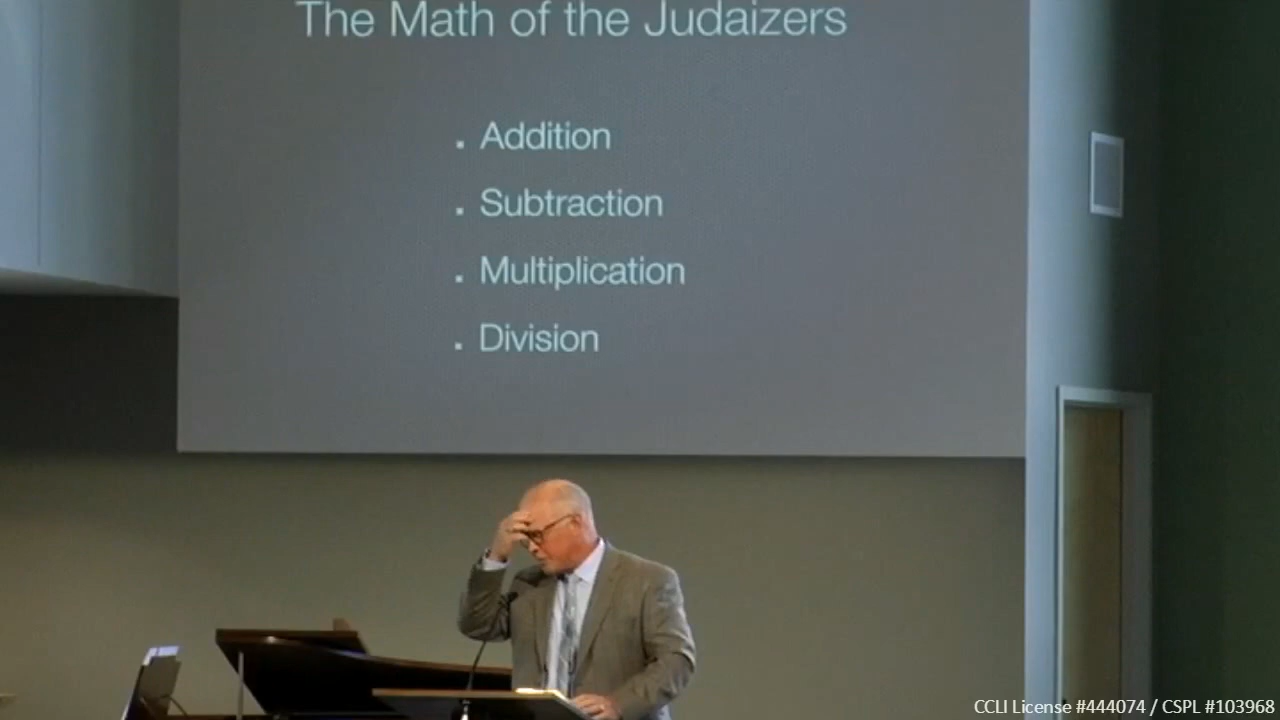 The Math of the Judaizers
. Addition
. Subtraction
. Multiplication
. Division
CCLI License #444074 / CSPL #103968